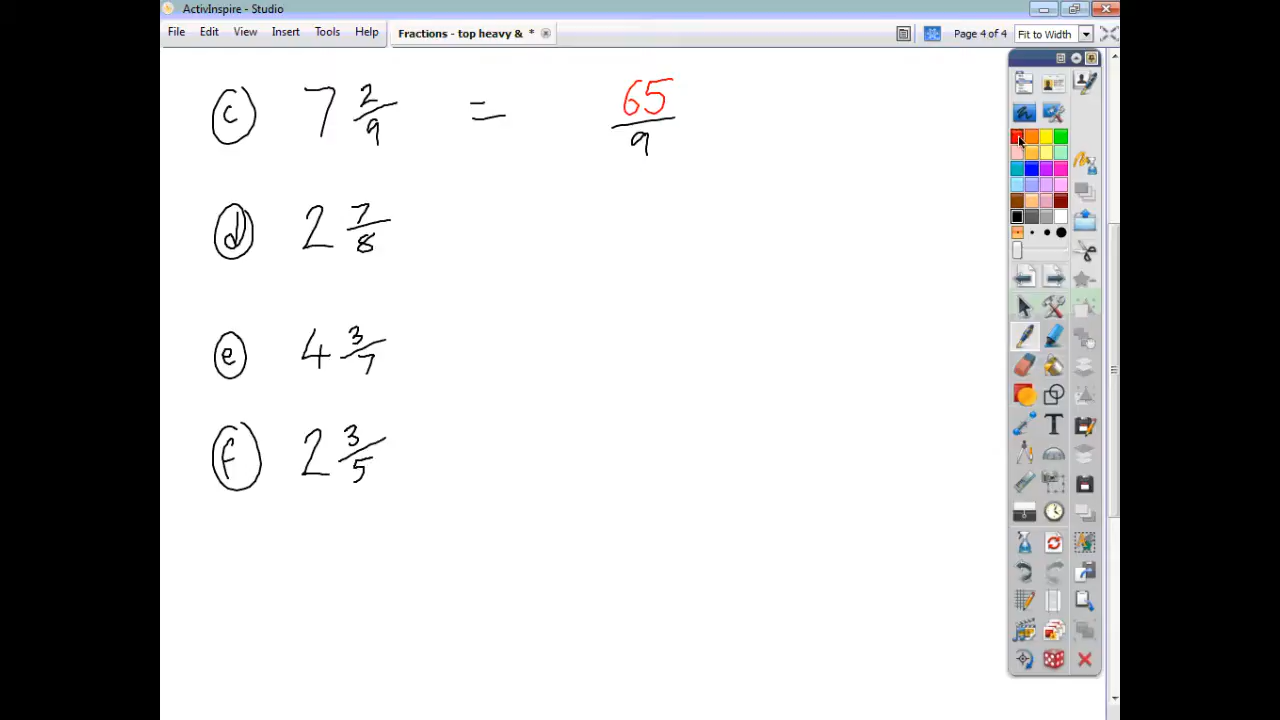 ActivInspire - Studio
File Edit View Insert Tools Help Fractions - top heavy & * Page 4 of 4 Fit to Width
c 7 2/9 = 65/9
d 2 7/8
e 4 3/7
f 2 3/5